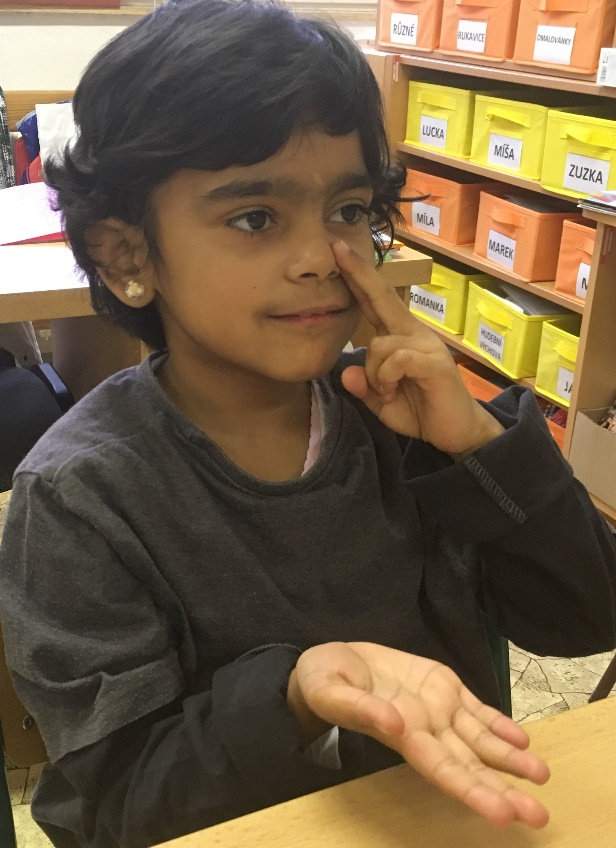 RŮZNÉ
RUKAVICE
OMALOVÁNKY
LUCKA
MÍŠA
ZUZKA
MÍLA
MAREK
ROMANKA
HUDEBNÍ
VÝCHOVA